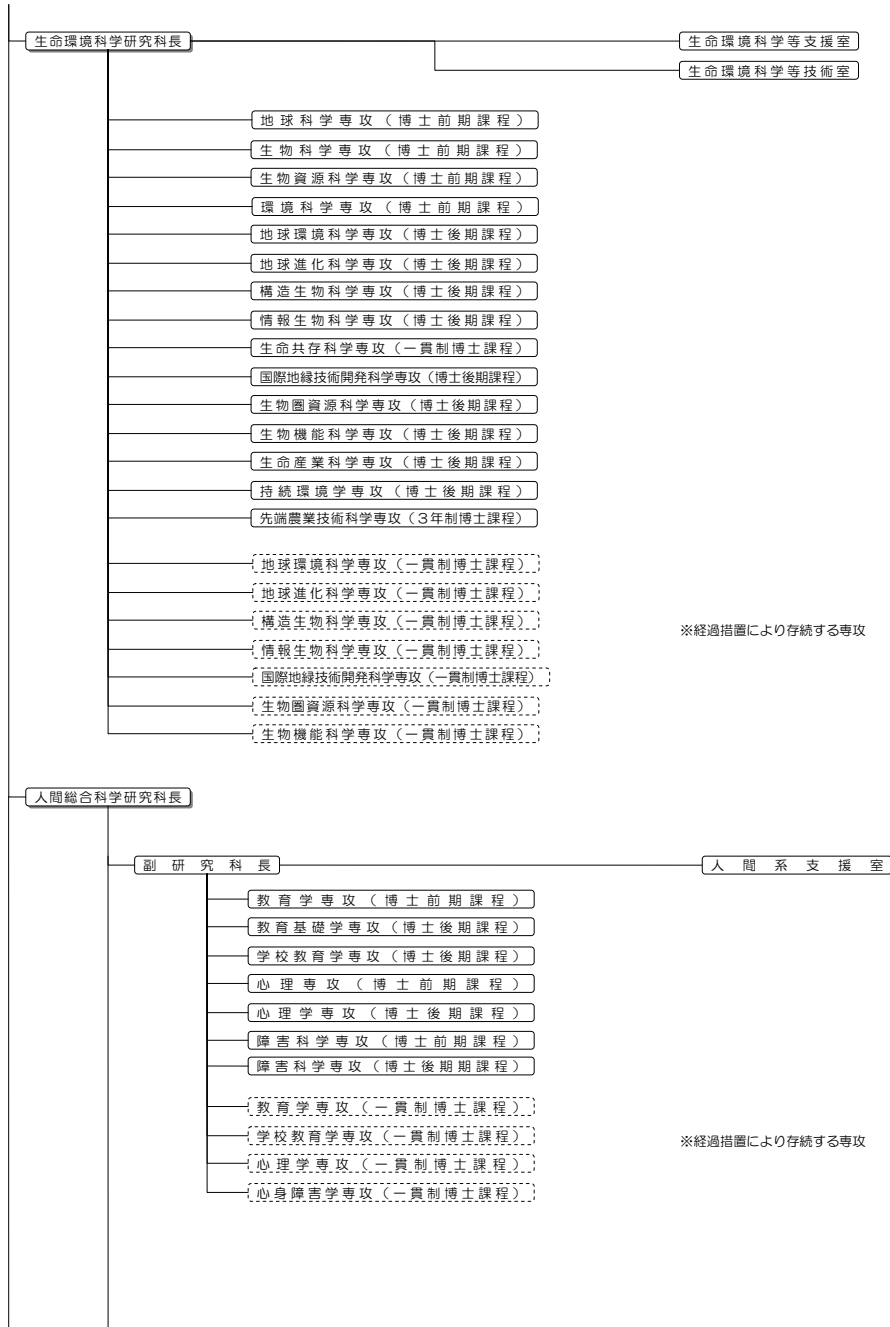 生命環境科学研究科長
生命環境科学等支援室
生命環境科学等技術室
地球科学専攻（博士前期課程）
生物科学専攻（博士前期課程）
生物資源科学専攻（博士前期課程）
環境科学専攻（博士前期課程）
地球環境科学専攻（博士後期課程）
地球進化科学専攻（博士後期課程）
構造生物科学専攻（博士後期課程）
情報生物科学専攻（博士後期課程）
生命共存科学専攻（一貫制博士課程）
国際地縁技術開発科学専攻（博士後期課程）
生物圏資源科学専攻（博士後期課程）
生物機能科学専攻（博士後期課程）
生命産業科学専攻（博士後期課程）
持続環境学専攻（博士後期課程）
先端農業技術科学専攻（３年制博士課程）
地球環境科学専攻（一貫制博士課程）
地球進化科学専攻（一貫制博士課程）
構造生物科学専攻（一貫制博士課程）
※経過措置により存続する専攻
情報生物科学専攻（一貫制博士課程）
国際地縁技術開発科学専攻（一貫制博士課程）
生物圏資源科学専攻（一貫制博士課程）
生物機能科学専攻（一貫制博士課程）
人間総合科学研究科長
副研究科長
人間系支援室
教育学専攻（博士前期課程）
教育基礎学専攻（博士後期課程）
学校教育学専攻（博士後期課程）
心理専攻（博士前期課程）
心理学専攻（博士後期課程）
障害科学専攻（博士前期課程）
障害科学専攻（博士後期期課程）
教育学専攻（一貫制博士課程）
学校教育学専攻（一貫制博士課程）
※経過措置により存続する専攻
心理学専攻（一貫制博士課程）
心身障害学専攻（一貫制博士課程）